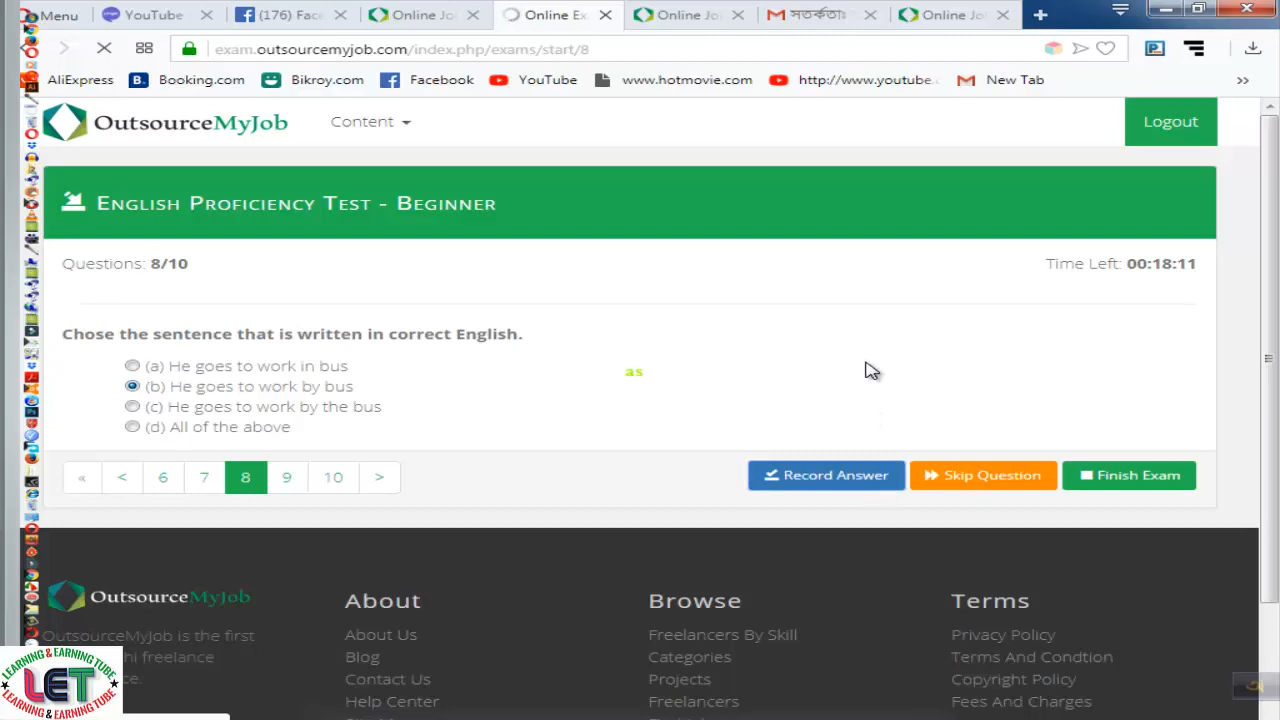 Menu YouTube (176) Fac Online Jo Online Ex Online Jo সতর্কতা Online Jo
exam.outsourcemyjob.com/index.php/exams/start/8
AliExpress Booking.com Bikroy.com Facebook YouTube www.hotmovie.com http://www.youtube. New Tab
OutsourceMyJob Content Logout
English Proficiency Test - Beginner
Questions: 8/10 Time Left: 00:18:11
Chose the sentence that is written in correct English.
(a) He goes to work in bus
as
(b) He goes to work by bus
(c) He goes to work by the bus
(d) All of the above
« < 6 7 8 9 10 > Record Answer Skip Question Finish Exam
OutsourceMyJob About Browse Terms
OutsourceMyJob is the first About Us Freelancers By Skill Privacy Policy
hi freelance Blog Categories Terms And Condtion
ce. Contact Us Projects Copyright Policy
Help Center Freelancers Fees And Charges
LEARNING & EARNING TUBE
LET
LEARNING & EARNING TUBE